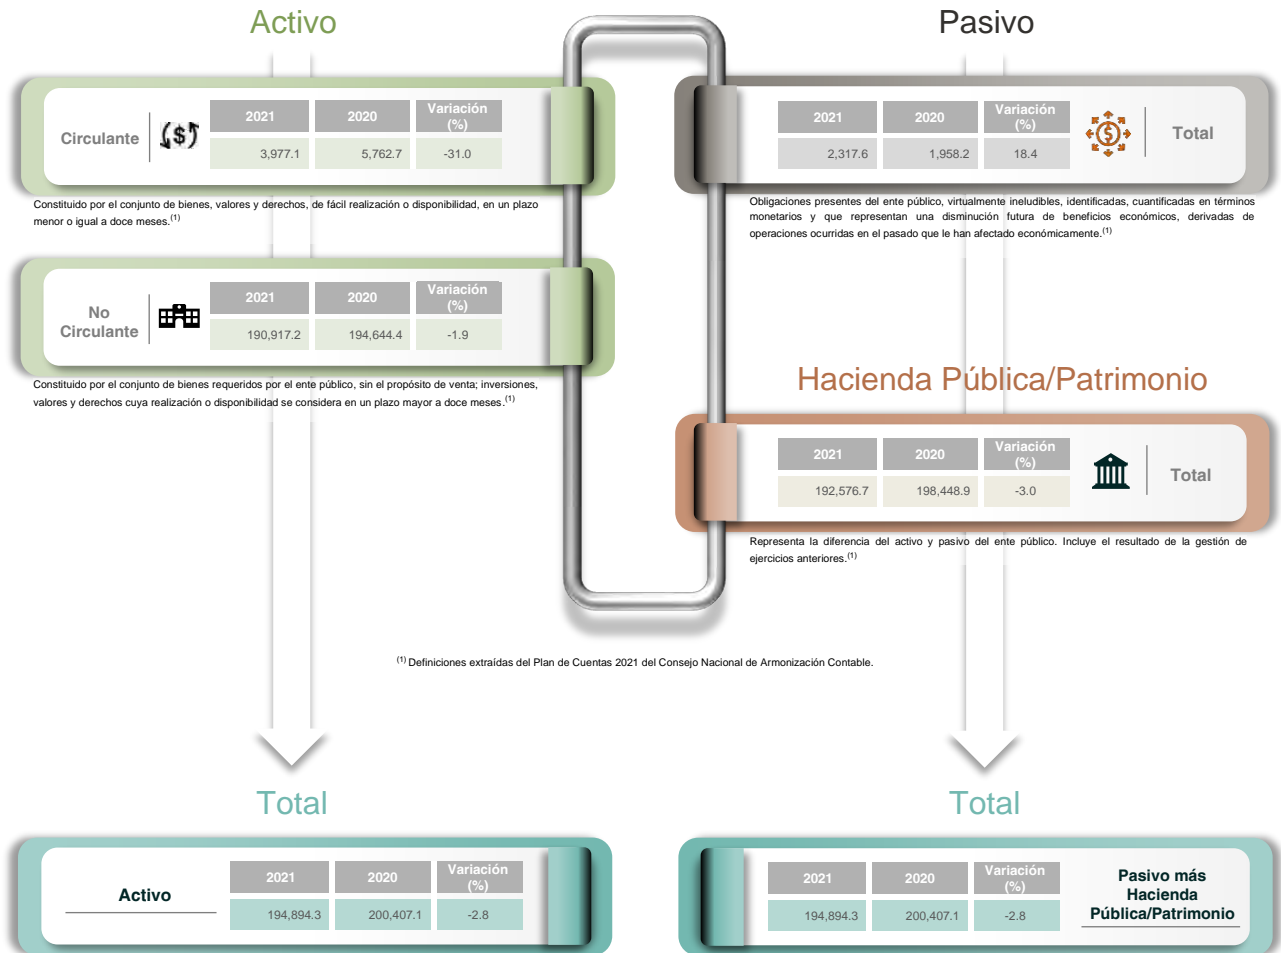 Activo
Circulante
2021 2020 Variación (%)
3,977.1 5,762.7 -31.0
Constituido por el conjunto de bienes, valores y derechos, de fácil realización o disponibilidad, en un plazo
menor o igual a doce meses.(1)
No
Circulante
2021 2020 Variación (%)
190,917.2 194,644.4 -1.9
Constituido por el conjunto de bienes requeridos por el ente público, sin el propósito de venta; inversiones,
valores y derechos cuya realización o disponibilidad se considera en un plazo mayor a doce meses.(1)
Pasivo
2021 2020 Variación (%)
2,317.6 1,958.2 18.4
Total
Obligaciones presentes del ente público, virtualmente ineludibles, identificadas, cuantificadas en términos
monetarios y que representan una disminución futura de beneficios económicos, derivadas de
operaciones ocurridas en el pasado que le han afectado económicamente.(1)
Hacienda Pública/Patrimonio
2021 2020 Variación (%)
192,576.7 198,448.9 -3.0
Total
Representa la diferencia del activo y pasivo del ente público. Incluye el resultado de la gestión de
ejercicios anteriores.(1)
(1) Definiciones extraídas del Plan de Cuentas 2021 del Consejo Nacional de Armonización Contable.
Total
Activo
2021 2020 Variación (%)
194,894.3 200,407.1 -2.8
Total
2021 2020 Variación (%)
194,894.3 200,407.1 -2.8
Pasivo más
Hacienda
Pública/Patrimonio